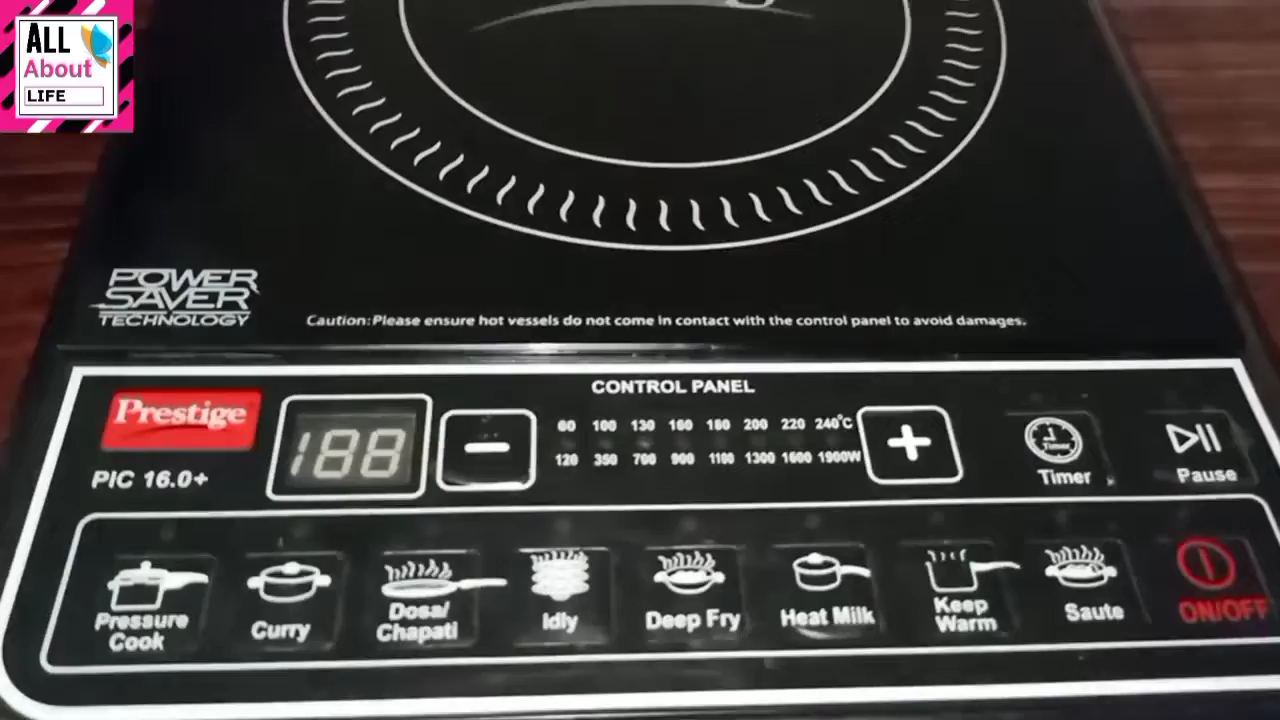 ALL
About
LIFE
POWER
SAVER
TECHNOLOGY
Caution: Please ensure hot vessels do not come in contact with the control panel to avoid damages.
CONTROL PANEL
Prestige
PIC 16.0+
188
−
60 100 130 160 180 200 220 240°C
120 350 700 900 1100 1300 1600 1900W
+
Timer
Timer
Pause
Pressure
Cook
Curry
Dosa/
Chapati
Idly
Deep Fry
Heat Milk
Keep
Warm
Saute
ON/OFF